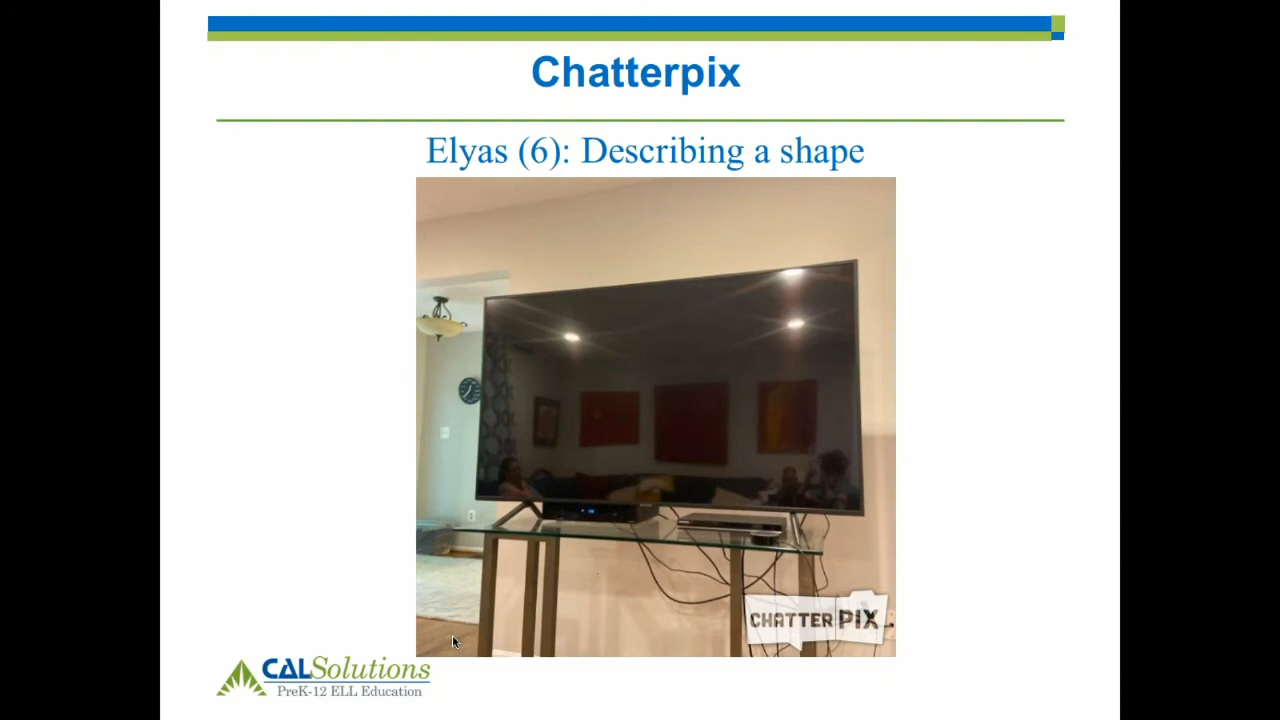 Chatterpix
Elyas (6): Describing a shape
CHATTER PIX
CALSolutions
PreK-12 ELL Education